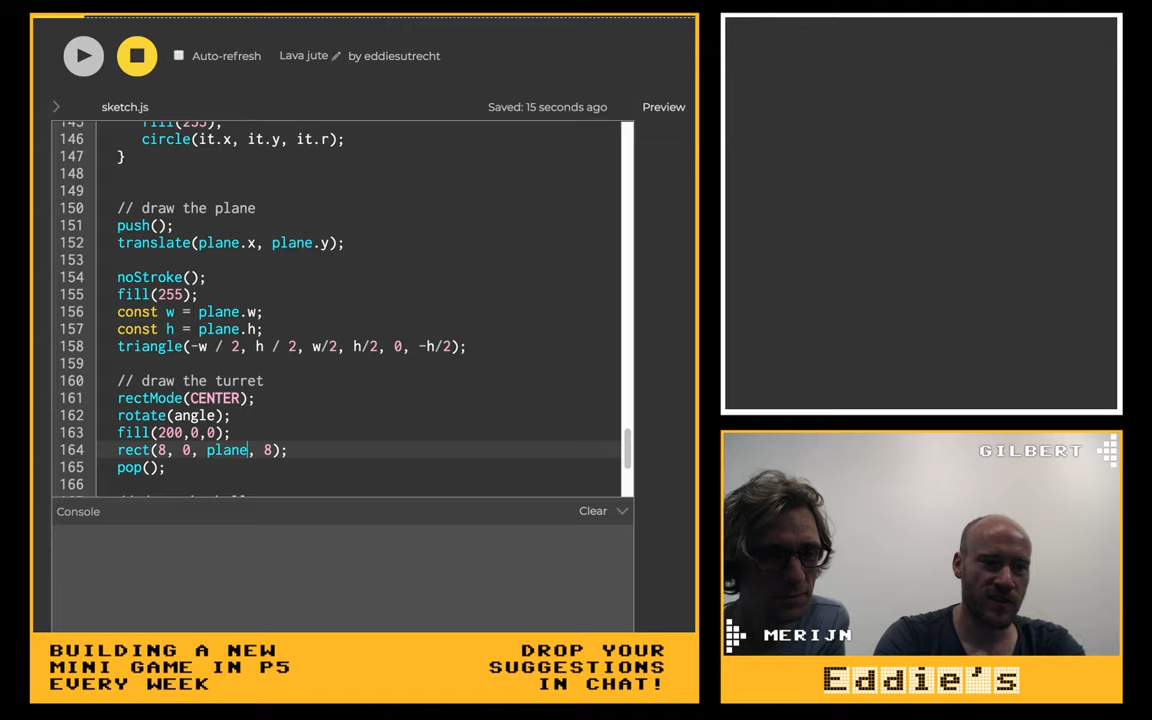 Auto-refresh
Lava jute
by eddiesutrecht
sketch.js
Saved: 15 seconds ago
Preview
145 fill(255);
146 circle(it.x, it.y, it.r);
147 }
148
149
150 // draw the plane
151 push();
152 translate(plane.x, plane.y);
153
154 noStroke();
155 fill(255);
156 const w = plane.w;
157 const h = plane.h;
158 triangle(-w / 2, h / 2, w/2, h/2, 0, -h/2);
159
160 // draw the turret
161 rectMode(CENTER);
162 rotate(angle);
163 fill(200,0,0);
164 rect(8, 0, plane, 8);
165 pop();
166
Console
Clear
GILBERT
MERIJN
BUILDING A NEW
MINI GAME IN P5
EVERY WEEK
DROP YOUR
SUGGESTIONS
IN CHAT!
Eddie's